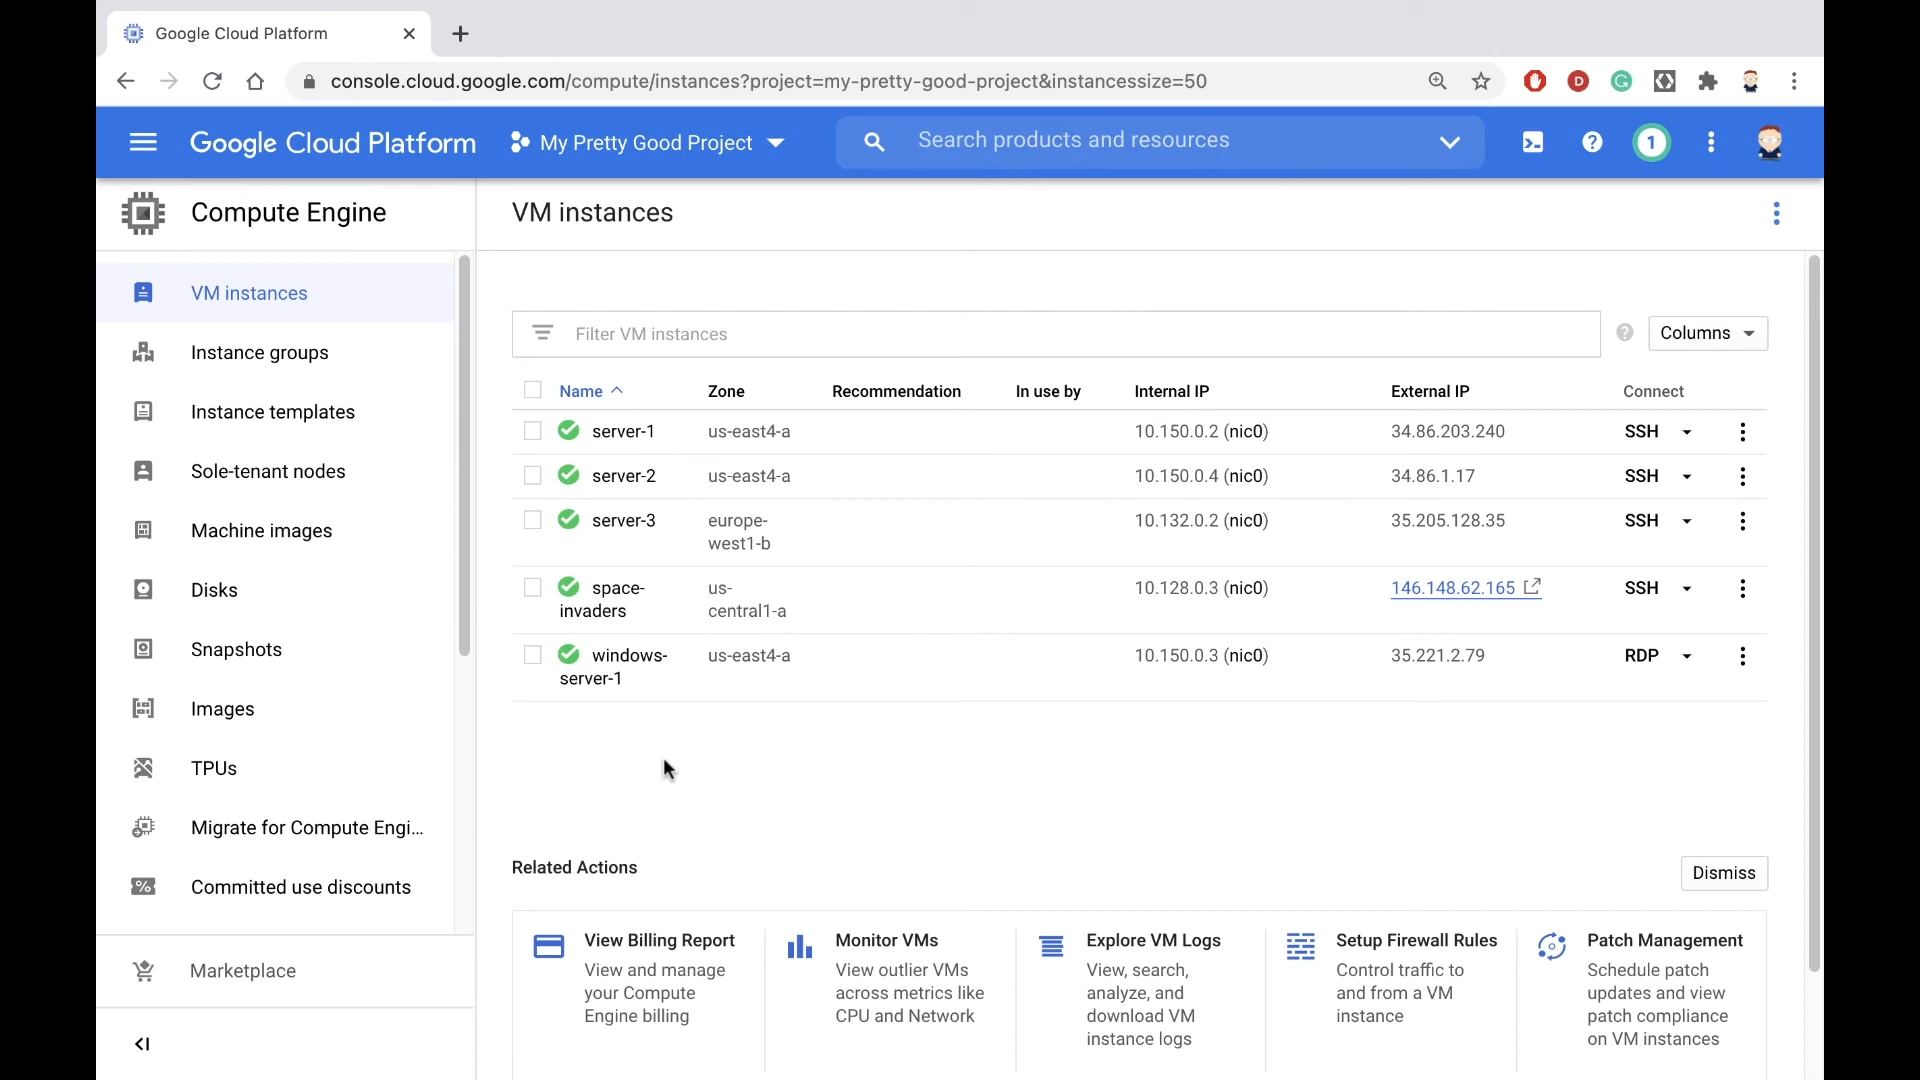 Google Cloud Platform
console.cloud.google.com/compute/instances?project=my-pretty-good-project&instancessize=50
Google Cloud Platform
My Pretty Good Project
Search products and resources
1
Compute Engine
VM instances
VM instances
Instance groups
Instance templates
Sole-tenant nodes
Machine images
Disks
Snapshots
Images
TPUs
Migrate for Compute Engi...
Committed use discounts
Marketplace
Filter VM instances
Columns
Name Zone Recommendation In use by Internal IP External IP Connect
server-1 us-east4-a 10.150.0.2 (nic0) 34.86.203.240 SSH
server-2 us-east4-a 10.150.0.4 (nic0) 34.86.1.17 SSH
server-3 europe- 10.132.0.2 (nic0) 35.205.128.35 SSH
west1-b
space- us- 10.128.0.3 (nic0) 146.148.62.165 SSH
invaders central1-a
windows- us-east4-a 10.150.0.3 (nic0) 35.221.2.79 RDP
server-1
Related Actions
Dismiss
View Billing Report
View and manage
your Compute
Engine billing
Monitor VMs
View outlier VMs
across metrics like
CPU and Network
Explore VM Logs
View, search,
analyze, and
download VM
instance logs
Setup Firewall Rules
Control traffic to
and from a VM
instance
Patch Management
Schedule patch
updates and view
patch compliance
on VM instances